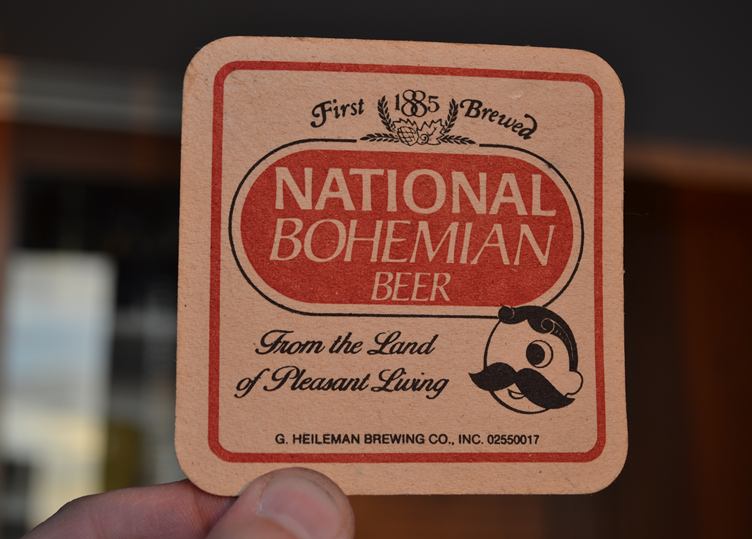 First 1885 Brewed
NATIONAL
BOHEMIAN
BEER
From the Land
of Pleasant Living
G. HEILEMAN BREWING CO., INC. 02550017